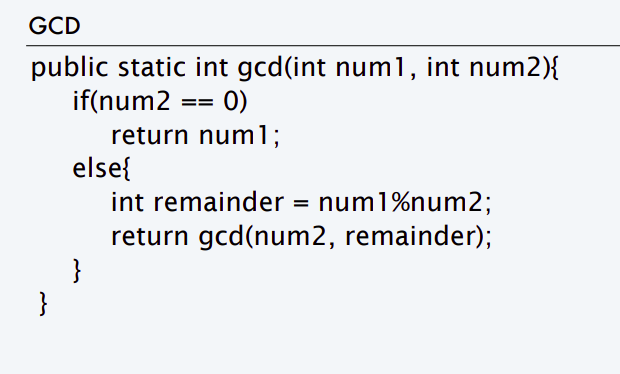 GCD
public static int gcd(int num1, int num2){
if(num2 == 0)
return num1;
else{
int remainder = num1%num2;
return gcd(num2, remainder);
}
}